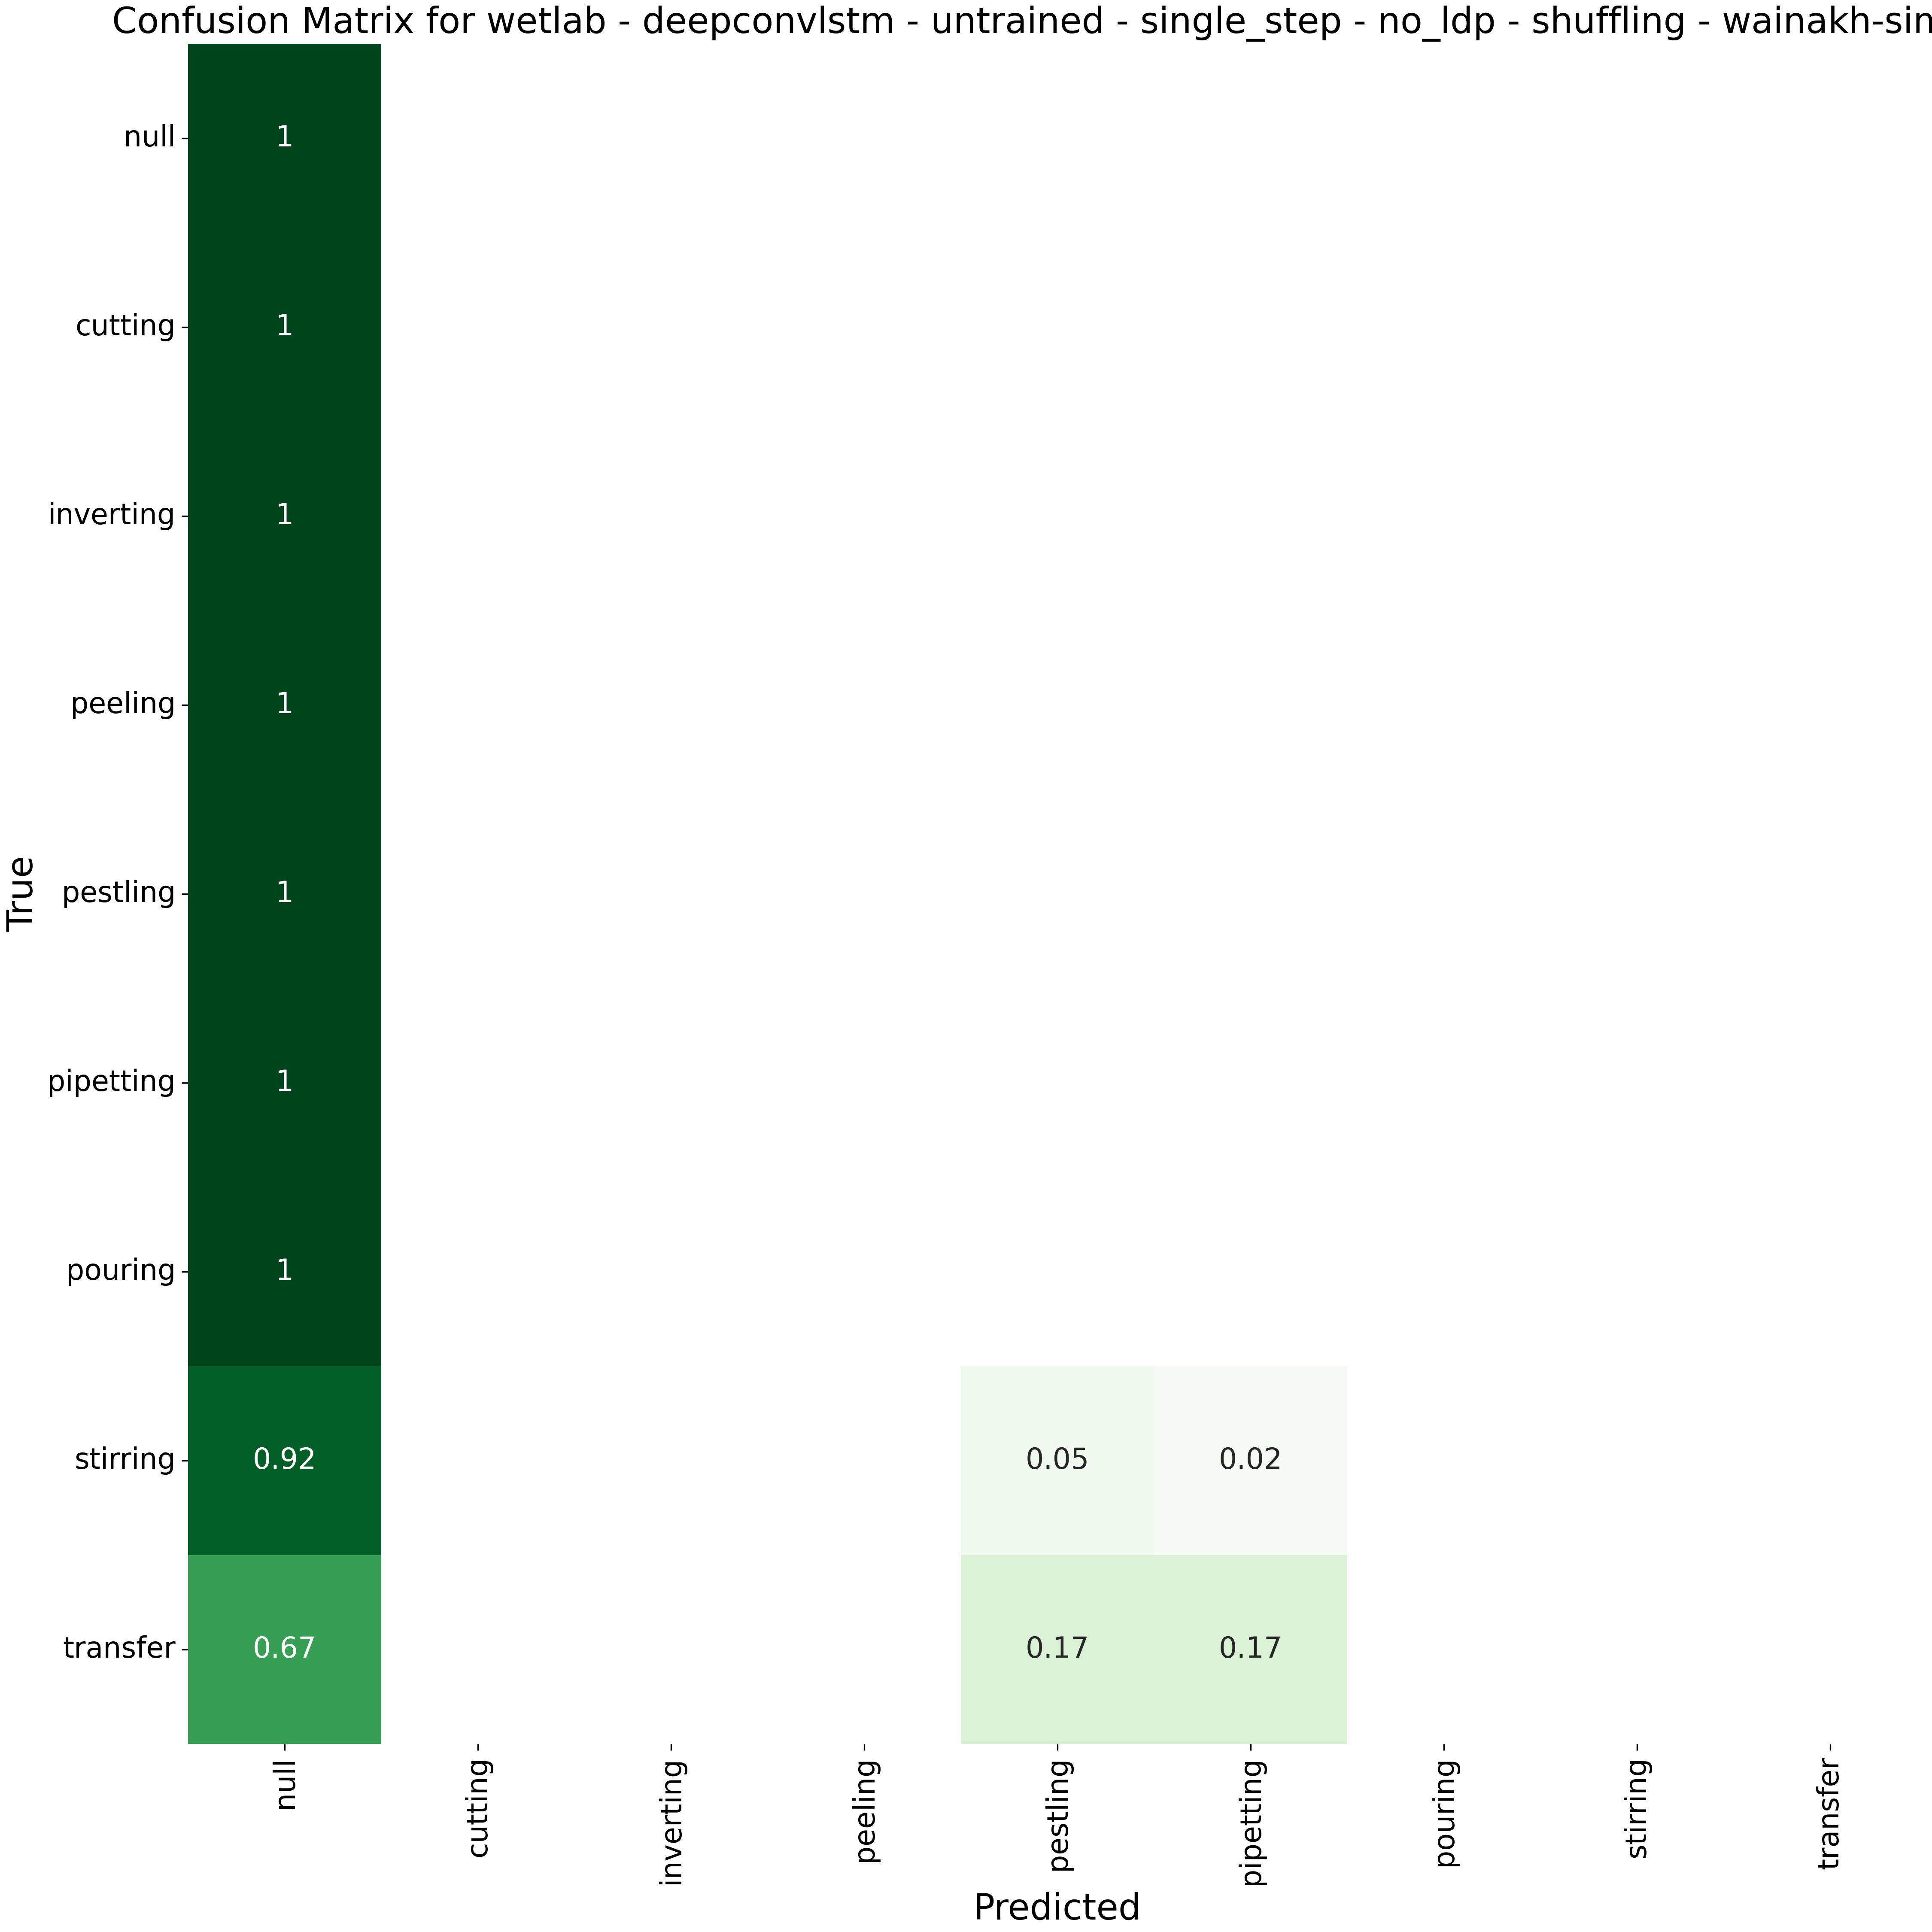 Confusion Matrix for wetlab - deepconvlstm - untrained - single_step - no_ldp - shuffling - wainakh-sin
null 1
cutting 1
inverting 1
peeling 1
pestling 1
pipetting 1
pouring 1
stirring 0.92 0.05 0.02
transfer 0.67 0.17 0.17
True
null cutting inverting peeling pestling pipetting pouring stirring transfer
Predicted